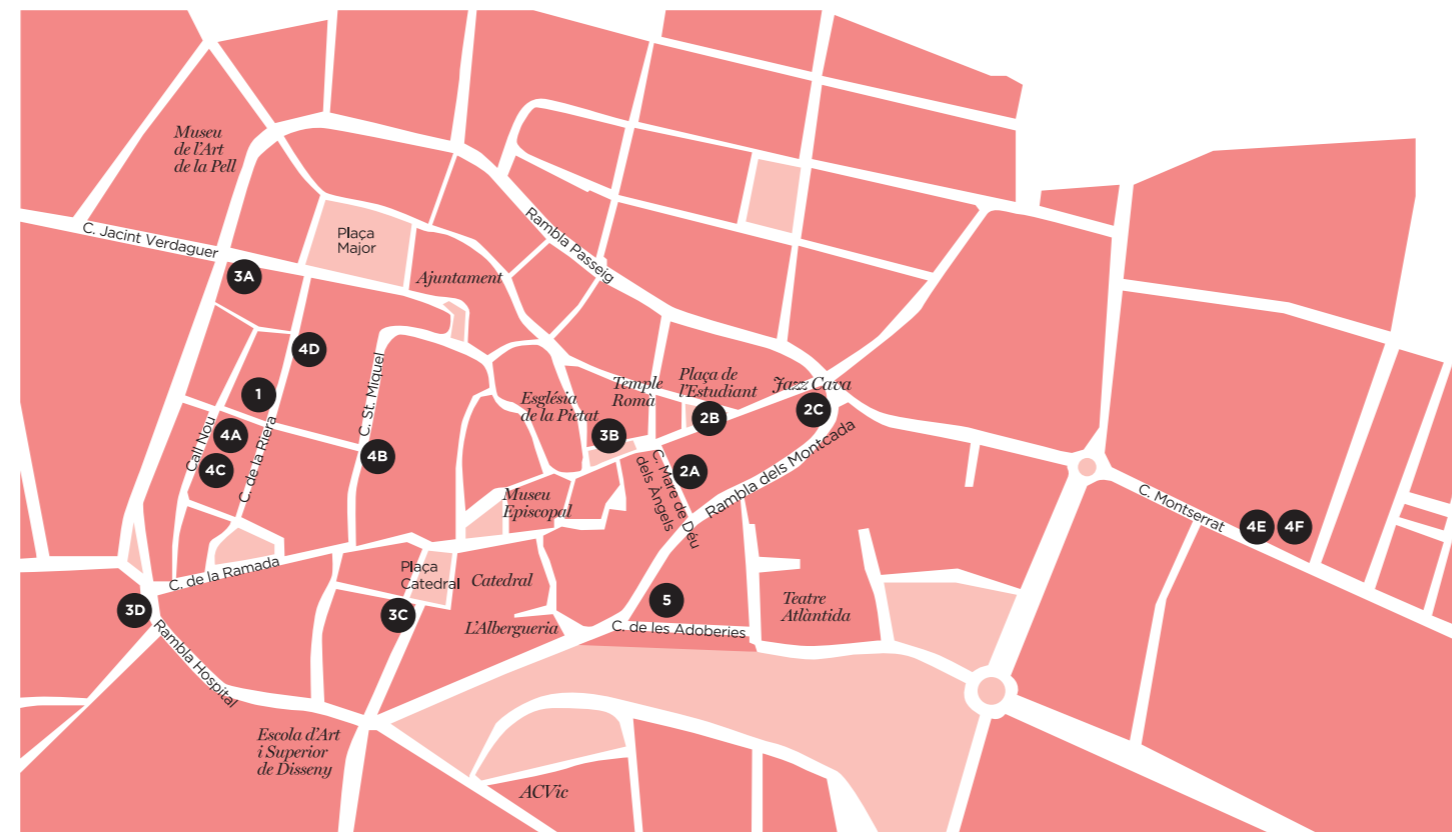 Museu
de l'Art
de la Pell
C. Jacint Verdaguer
Plaça
Major
Rambla Passeig
Ajuntament
3A
4D
C. St. Miquel
1
Call Nou
4A
4C
C. de la Riera
4B
Església
de la Pietat
Temple
Romà
Plaça de
l'Estudiant
Jazz Cava
3B
2B
2C
C. Mare de Déu
dels Àngels
2A
Rambla dels Montcada
Museu
Episcopal
C. Montserrat
4E
4F
C. de la Ramada
Plaça
Catedral
Catedral
3D
3C
5
Rambla Hospital
L'Albergueria
C. de les Adoberies
Teatre
Atlàntida
Escola d'Art
i Superior
de Disseny
ACVic